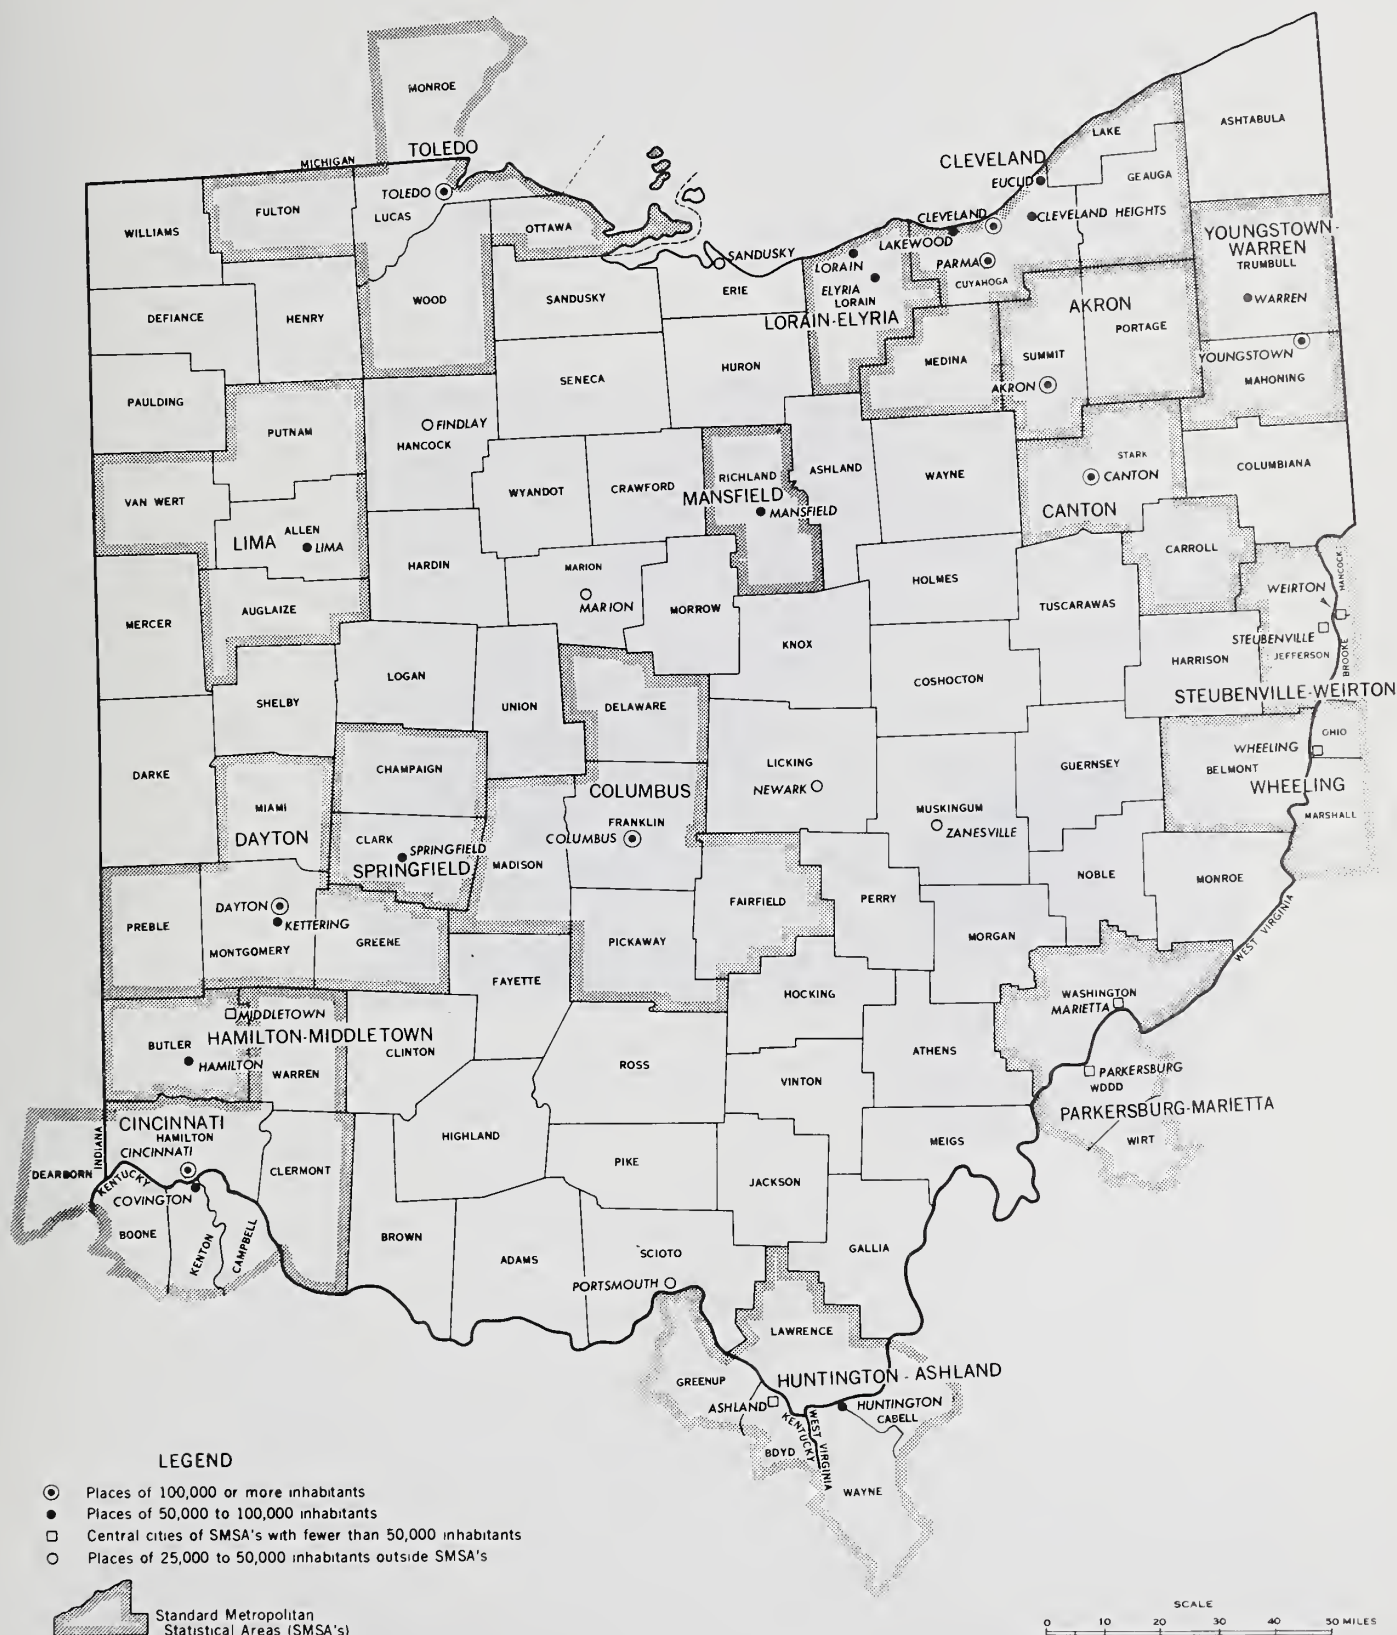 MONROE
MICHIGAN
TOLEDO
TOLEDO
LUCAS
FULTON
WILLIAMS
OTTAWA
WOOD
DEFIANCE
HENRY
SANDUSKY
SANDUSKY
ERIE
CLEVELAND
EUCLID
LAKE
GEAUGA
ASHTABULA
CLEVELAND
CLEVELAND HEIGHTS
LAKEWOOD
PARMA
CUYAHOGA
LORAIN
ELYRIA
LORAIN
LORAIN-ELYRIA
YOUNGSTOWN-
WARREN
TRUMBULL
WARREN
AKRON
PORTAGE
SUMMIT
AKRON
MEDINA
YOUNGSTOWN
MAHONING
PAULDING
PUTNAM
FINDLAY
HANCOCK
SENECA
HURON
VAN WERT
LIMA
ALLEN
LIMA
WYANDOT
CRAWFORD
RICHLAND
MANSFIELD
MANSFIELD
ASHLAND
WAYNE
STARK
CANTON
CANTON
COLUMBIANA
MERCER
AUGLAIZE
HARDIN
MARION
MARION
MORROW
HOLMES
TUSCARAWAS
CARROLL
WEIRTON
HANCOCK
STEUBENVILLE
JEFFERSON
BROOKE
STEUBENVILLE-WEIRTON
SHELBY
LOGAN
UNION
DELAWARE
KNOX
COSHOCTON
HARRISON
DARKE
MIAMI
DAYTON
CHAMPAIGN
CLARK
SPRINGFIELD
SPRINGFIELD
MADISON
COLUMBUS
FRANKLIN
COLUMBUS
LICKING
NEWARK
MUSKINGUM
ZANESVILLE
GUERNSEY
OHIO
WHEELING
BELMONT
WHEELING
MARSHALL
PREBLE
DAYTON
KETTERING
MONTGOMERY
GREENE
FAYETTE
PICKAWAY
FAIRFIELD
PERRY
MORGAN
NOBLE
MONROE
WEST VIRGINIA
MIDDLETOWN
HAMILTON-MIDDLETOWN
BUTLER
HAMILTON
WARREN
CLINTON
ROSS
HOCKING
VINTON
ATHENS
WASHINGTON
MARIETTA
PARKERSBURG
WDDD
PARKERSBURG-MARIETTA
WIRT
CINCINNATI
HAMILTON
CINCINNATI
INDIANA
DEARBORN
KENTUCKY
COVINGTON
BOONE
KENTON
CAMPBELL
CLERMONT
HIGHLAND
BROWN
ADAMS
PIKE
JACKSON
MEIGS
SCIOTO
PORTSMOUTH
GALLIA
LAWRENCE
HUNTINGTON - ASHLAND
GREENUP
ASHLAND
HUNTINGTON
CABELL
KENTUCKY
WEST VIRGINIA
BDYD
WAYNE
LEGEND
Places of 100,000 or more inhabitants
Places of 50,000 to 100,000 inhabitants
Central cities of SMSA's with fewer than 50,000 inhabitants
Places of 25,000 to 50,000 inhabitants outside SMSA's
Standard Metropolitan
Statistical Areas (SMSA's)
SCALE
0 10 20 30 40 50 MILES